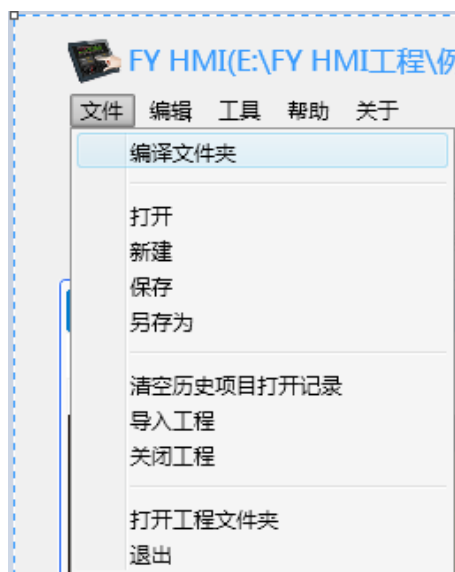 FY HMI(E:\FY HMI工程\例
文件 编辑 工具 帮助 关于
编译文件夹
打开
新建
保存
另存为
清空历史项目打开记录
导入工程
关闭工程
打开工程文件夹
退出